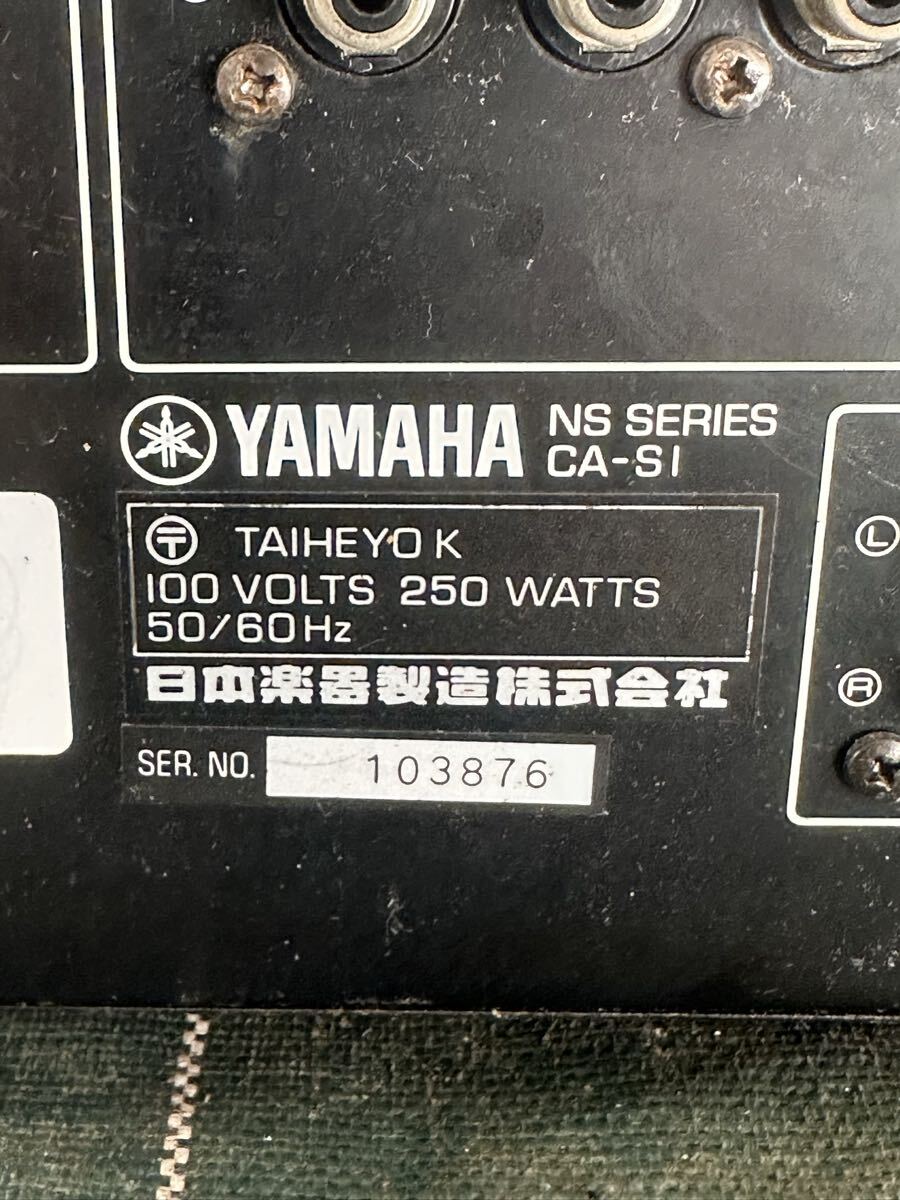 YAMAHA
NS SERIES
CA-S1
〒 TAIHEYO K
100 VOLTS 250 WATTS
50/60Hz
日本楽器製造株式会社
SER. NO. 103876
L
R